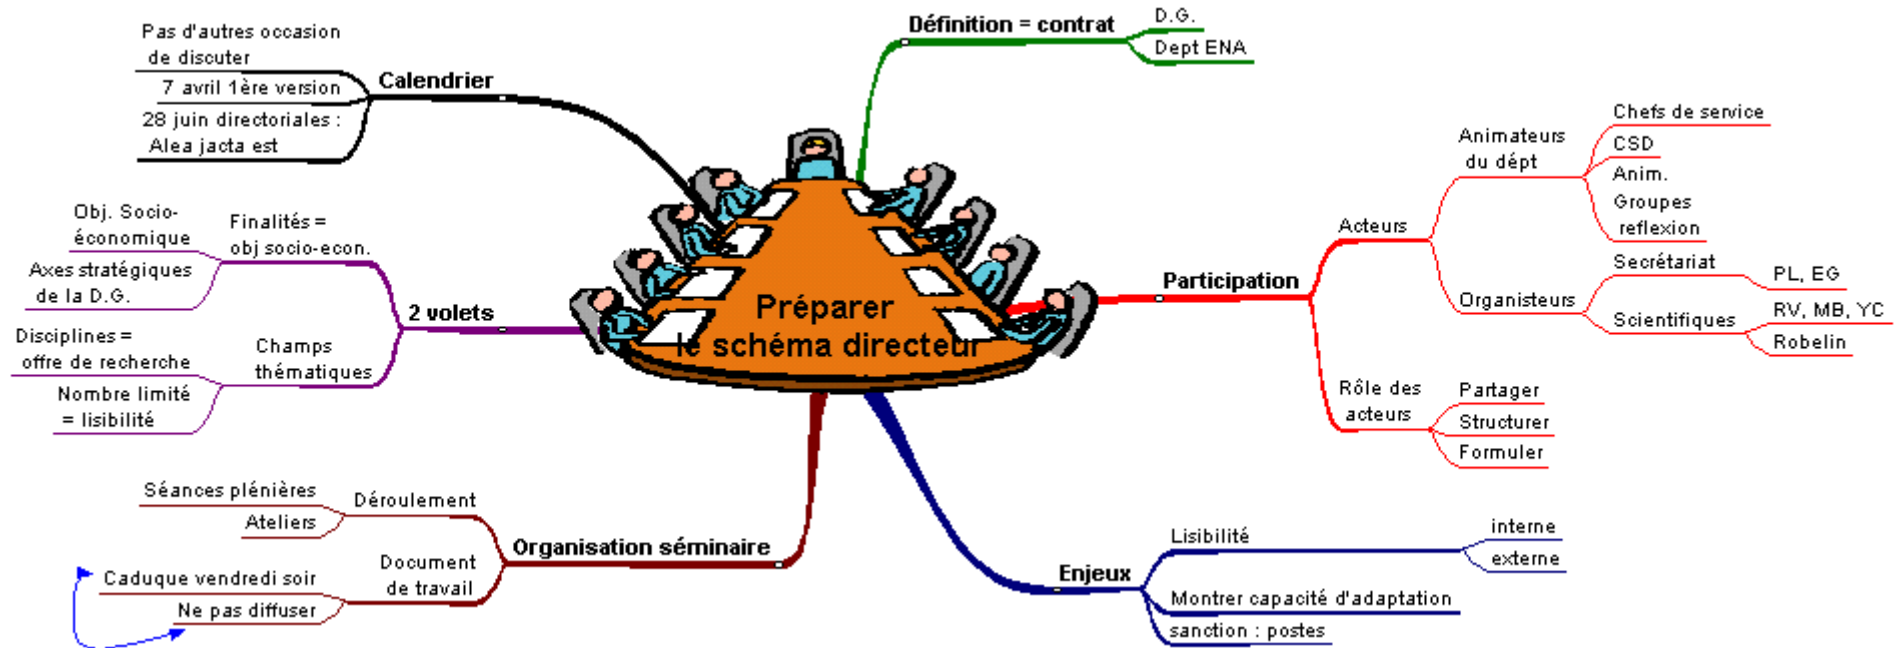 Préparer
le schéma directeur
Définition = contrat
D.G.
Dept ENA
Participation
Acteurs
Animateurs
du dépt
Chefs de service
CSD
Anim.
Groupes
reflexion
Organisteurs
Secrétariat
PL, EG
Scientifiques
RV, MB, YC
Robelin
Rôle des
acteurs
Partager
Structurer
Formuler
Enjeux
Lisibilité
interne
externe
Montrer capacité d'adaptation
sanction : postes
Organisation séminaire
Déroulement
Séances plénières
Ateliers
Document
de travail
Caduque vendredi soir
Ne pas diffuser
2 volets
Finalités =
obj socio-econ.
Obj. Socio-
économique
Axes stratégiques
de la D.G.
Champs
thématiques
Disciplines =
offre de recherche
Nombre limité
= lisibilité
Calendrier
Pas d'autres occasion
de discuter
7 avril 1ère version
28 juin directoriales :
Alea jacta est